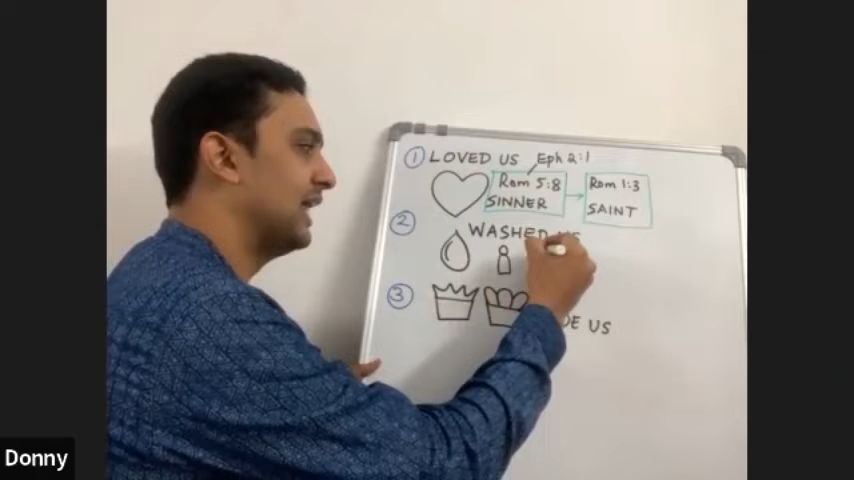 1 LOVED US Eph 2:1
Rom 5:8
SINNER
Rom 1:3
SAINT
2 WASHED US
3 DE US
Donny